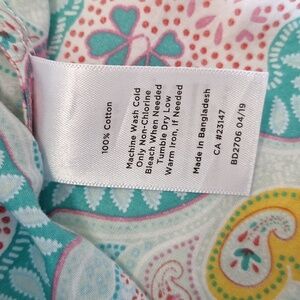 100% Cotton
Machine Wash Cold
Only Non-Chlorine
Bleach When Needed
Tumble Dry Low
Warm Iron, If Needed
Made in Bangladesh
CA #23147
BD2706 04/19